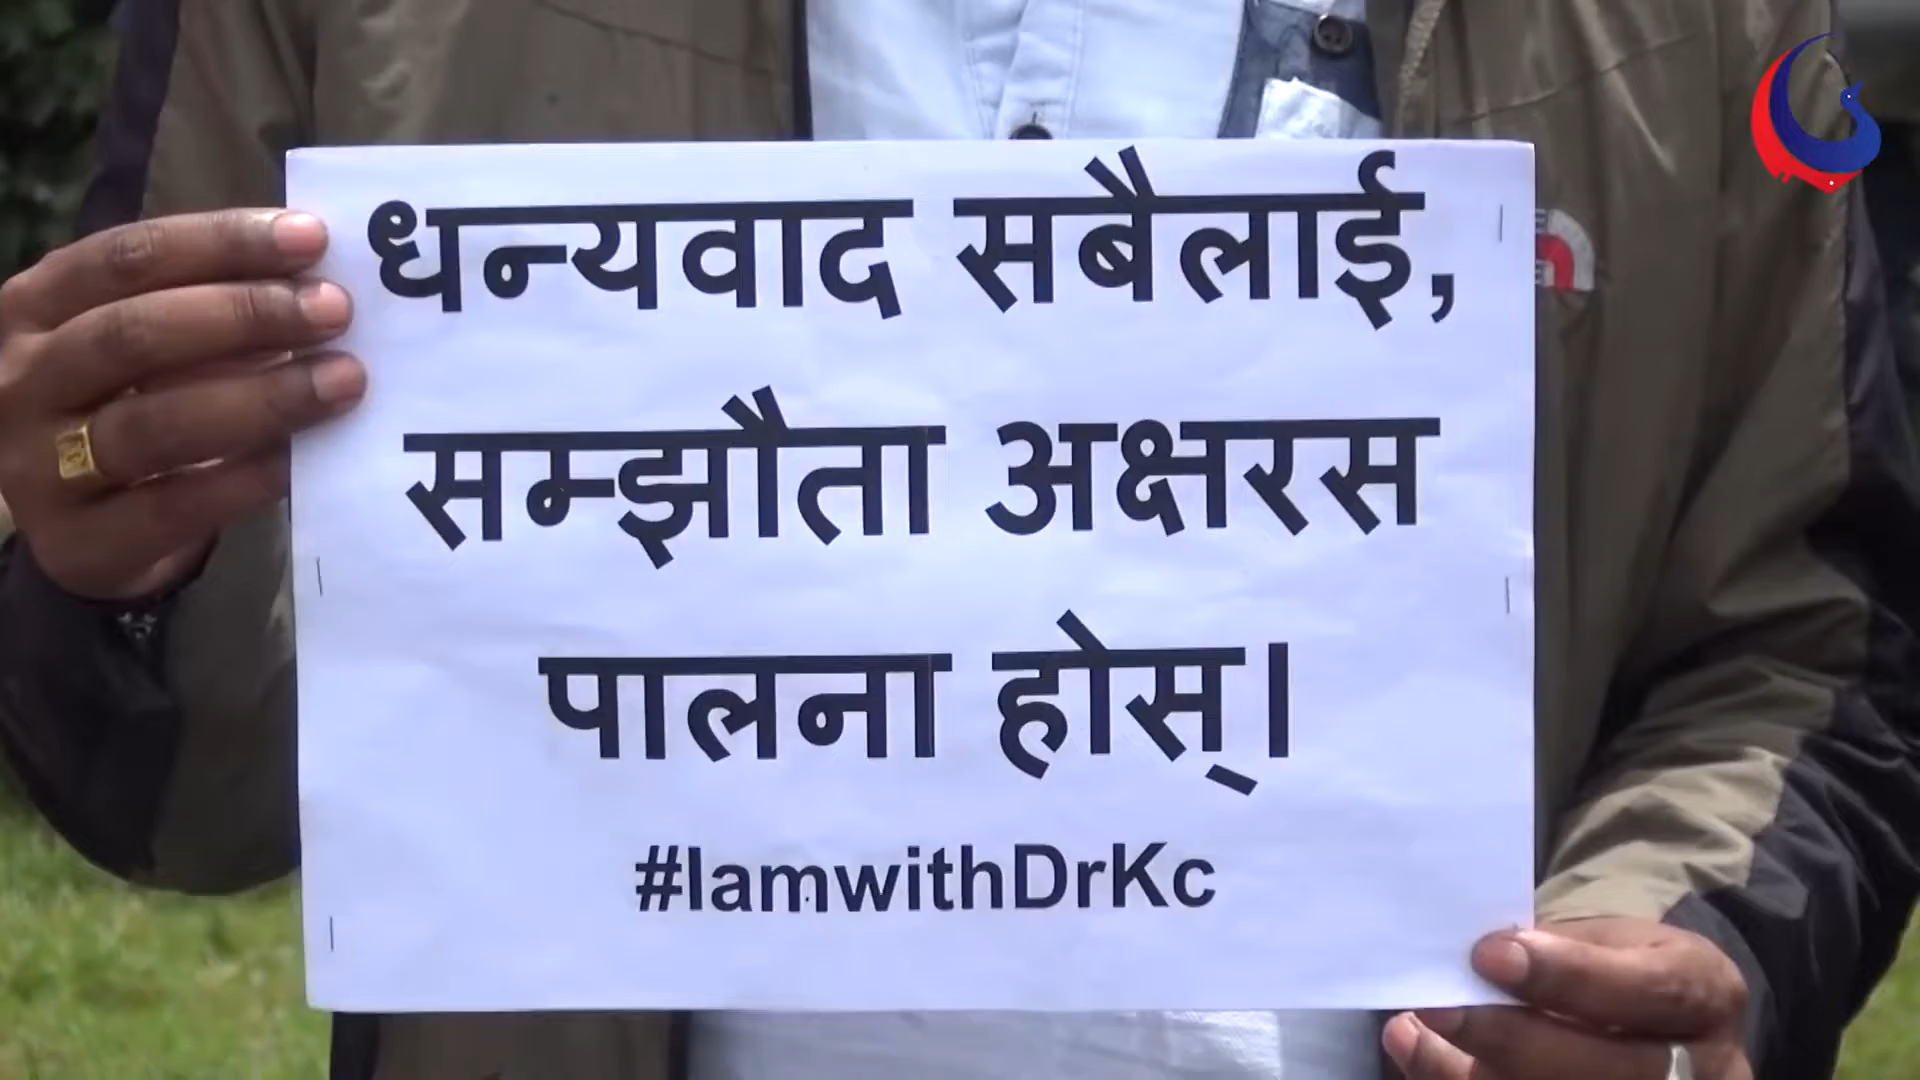 धन्यवाद सबैलाई,
सम्झौता अक्षरस
पालना होस्।
#IamwithDrKc